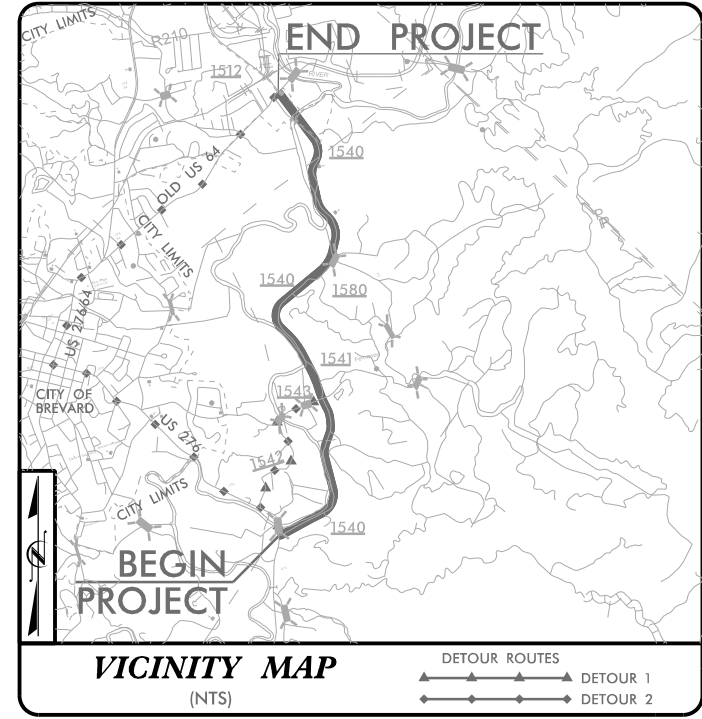 CITY LIMITS
R210
END PROJECT
1512
RIVER
1540
OLD US 64
CITY LIMITS
1540
1580
US 276/64
1541
CITY OF
BREVARD
1543
US 276
1542
CITY LIMITS
1540
BEGIN
PROJECT
N
VICINITY MAP
(NTS)
DETOUR ROUTES
DETOUR 1
DETOUR 2